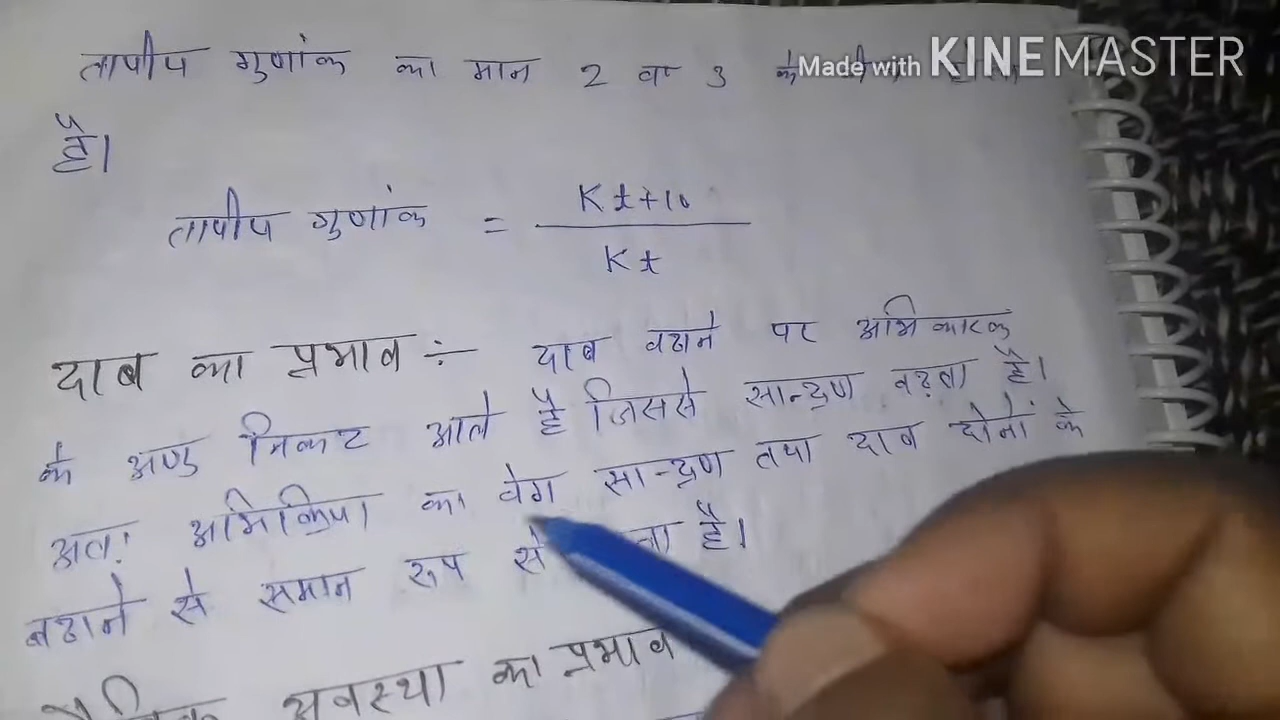 Made with KINEMASTER
तापीय गुणांक का मान 2 वा 3 के
है।
तापीय गुणांक = Kt+10 / Kt
दाब का प्रभाव ÷ दाब बढाने पर अभिकारक
के अणु निकट आते है जिससे सान्द्रण बढ़ता है।
अतः अभिक्रिया का वेग सान्द्रण तथा दाब दोनों के
बढाने से समान रूप से है।
अवस्था का प्रभाव